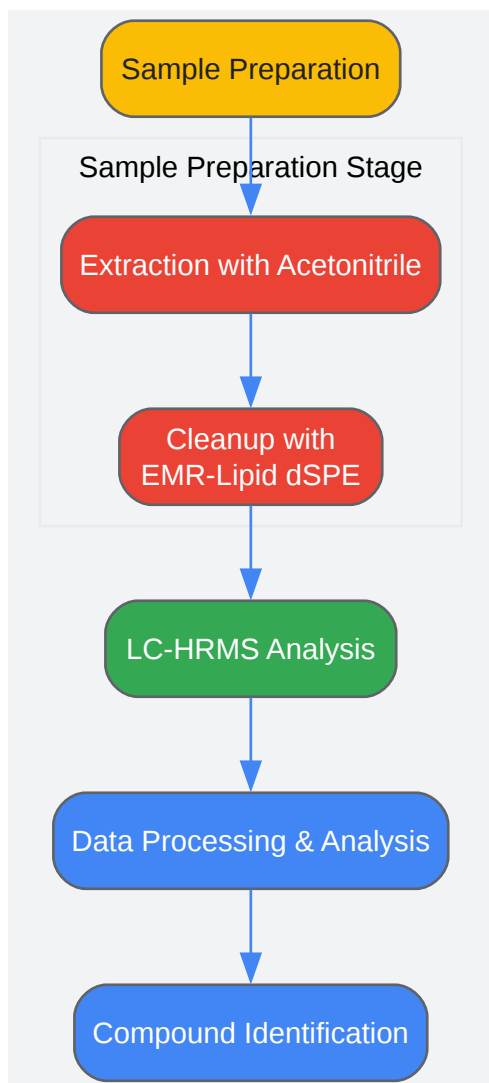 Sample Preparation
Sample Preparation Stage
Extraction with Acetonitrile
Cleanup with
EMR-Lipid dSPE
LC-HRMS Analysis
Data Processing & Analysis
Compound Identification